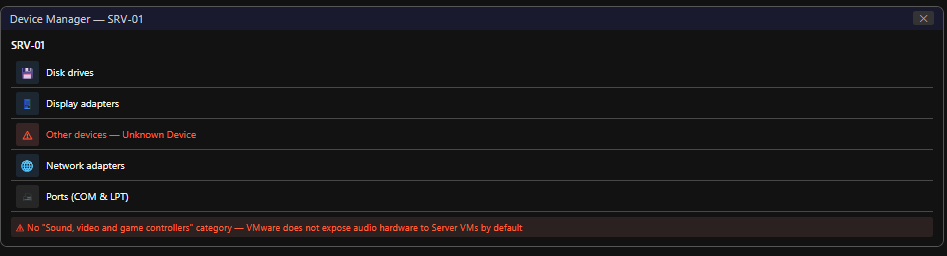 Device Manager — SRV-01
SRV-01
Disk drives
Display adapters
Other devices — Unknown Device
Network adapters
Ports (COM & LPT)
⚠ No "Sound, video and game controllers" category — VMware does not expose audio hardware to Server VMs by default